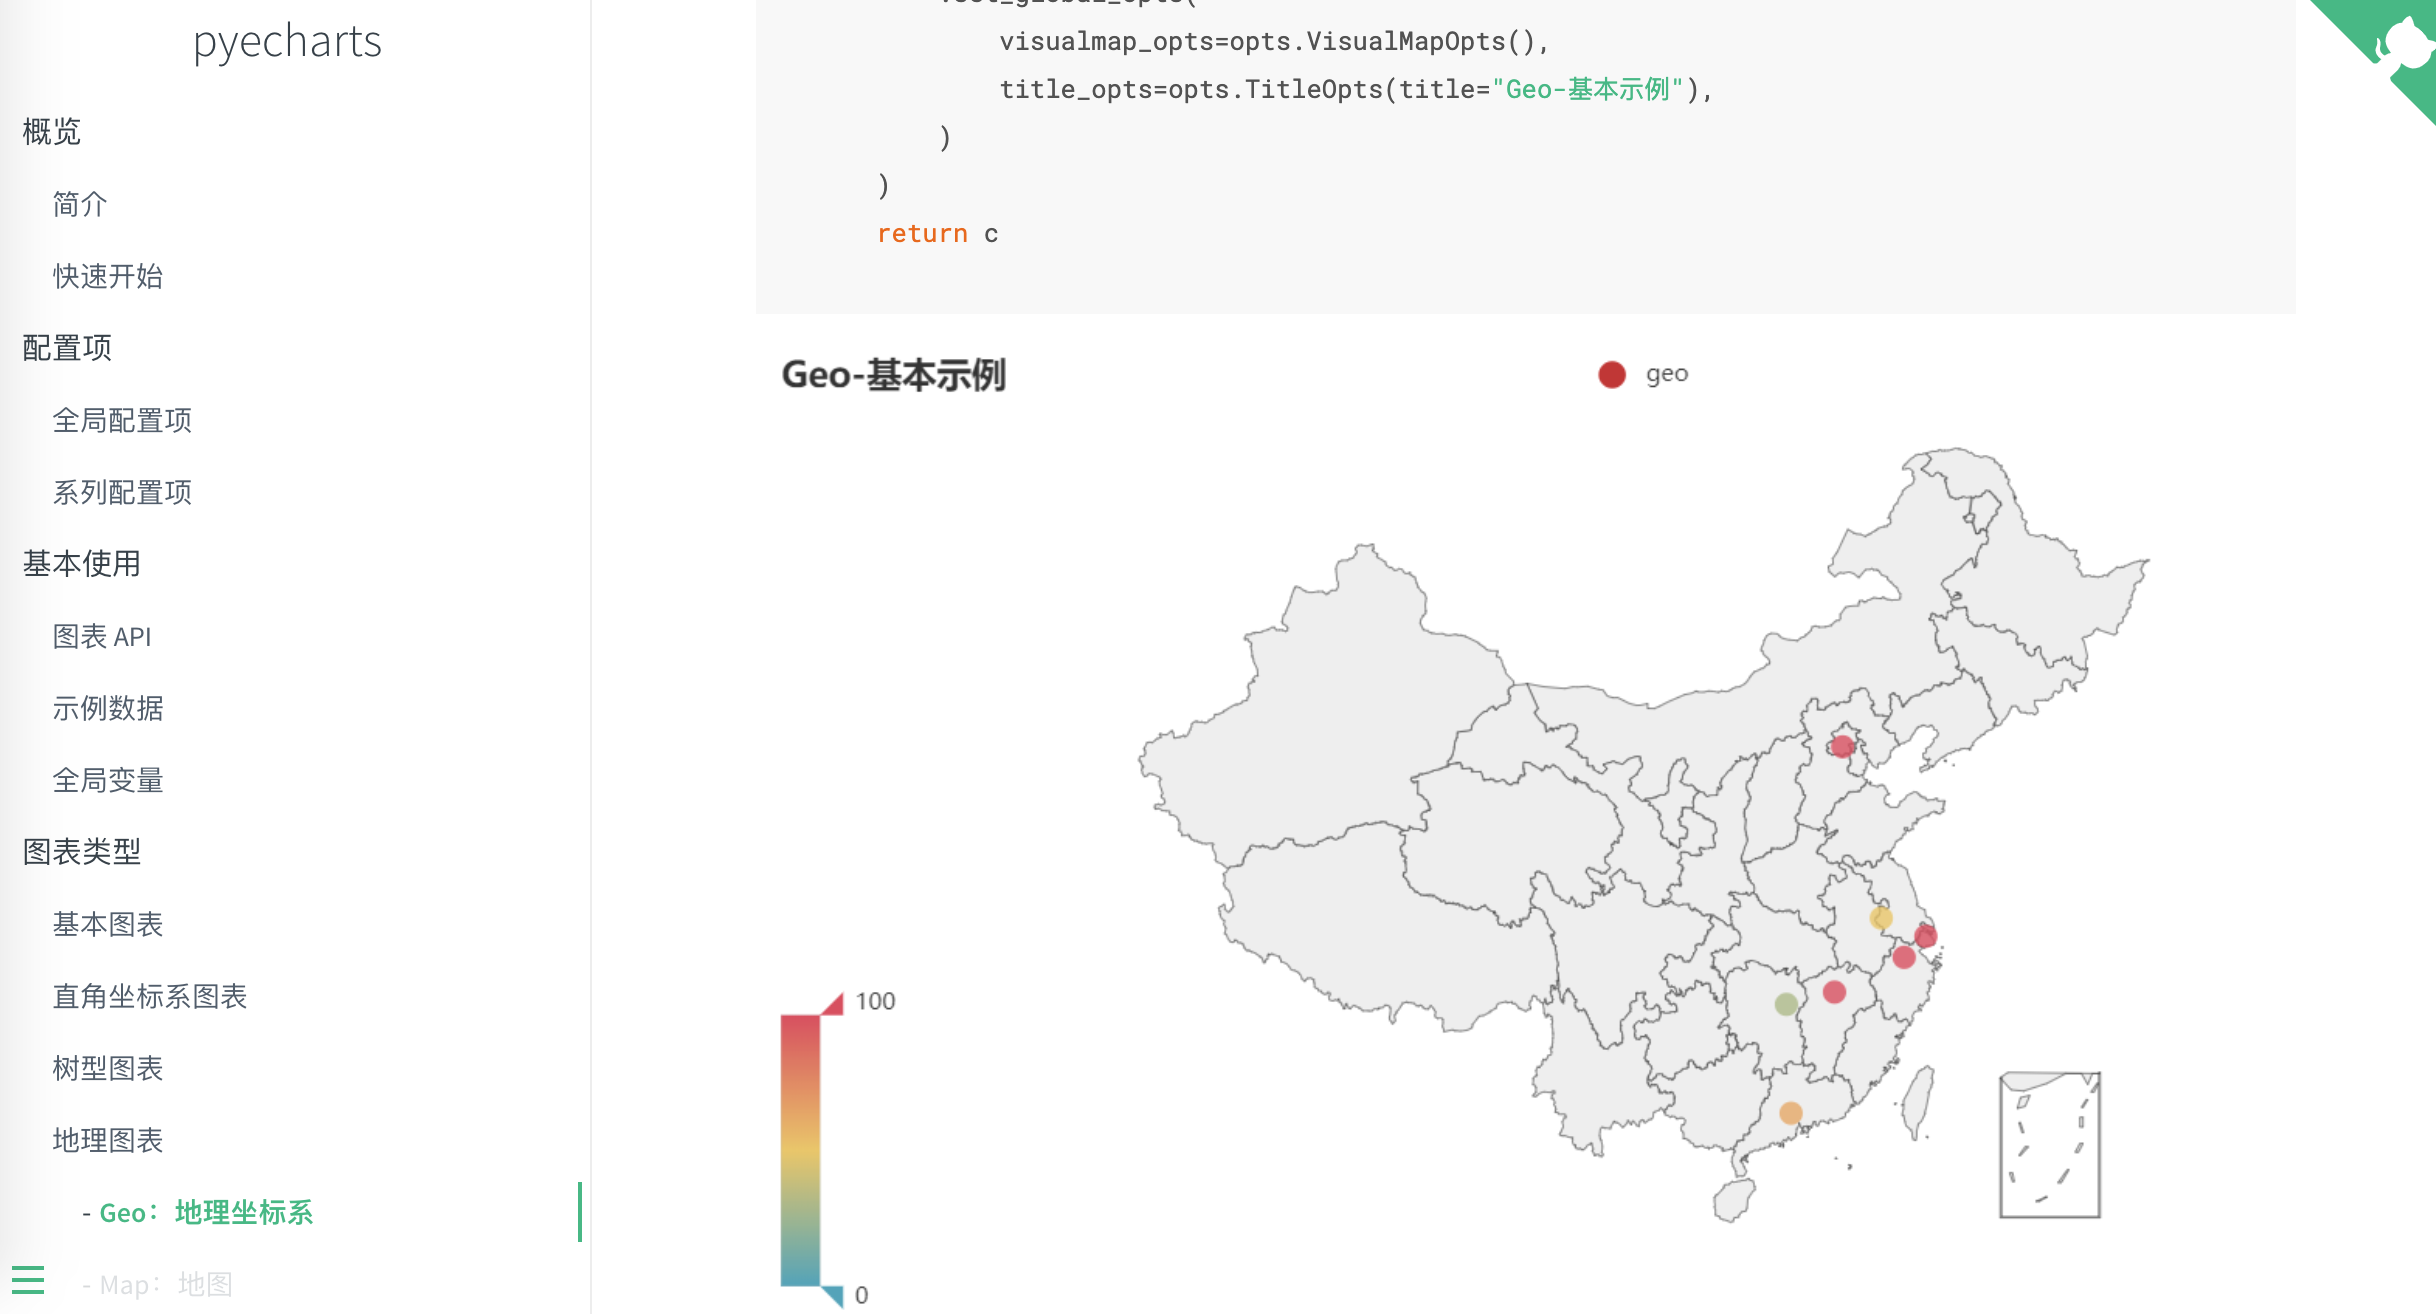 pyecharts
概览
简介
快速开始
配置项
全局配置项
系列配置项
基本使用
图表 API
示例数据
全局变量
图表类型
基本图表
直角坐标系图表
树型图表
地理图表
- Geo：地理坐标系
- Map：地图
.set_global_opts(
visualmap_opts=opts.VisualMapOpts(),
title_opts=opts.TitleOpts(title="Geo-基本示例"),
)
)
return c
Geo-基本示例
geo
100
0